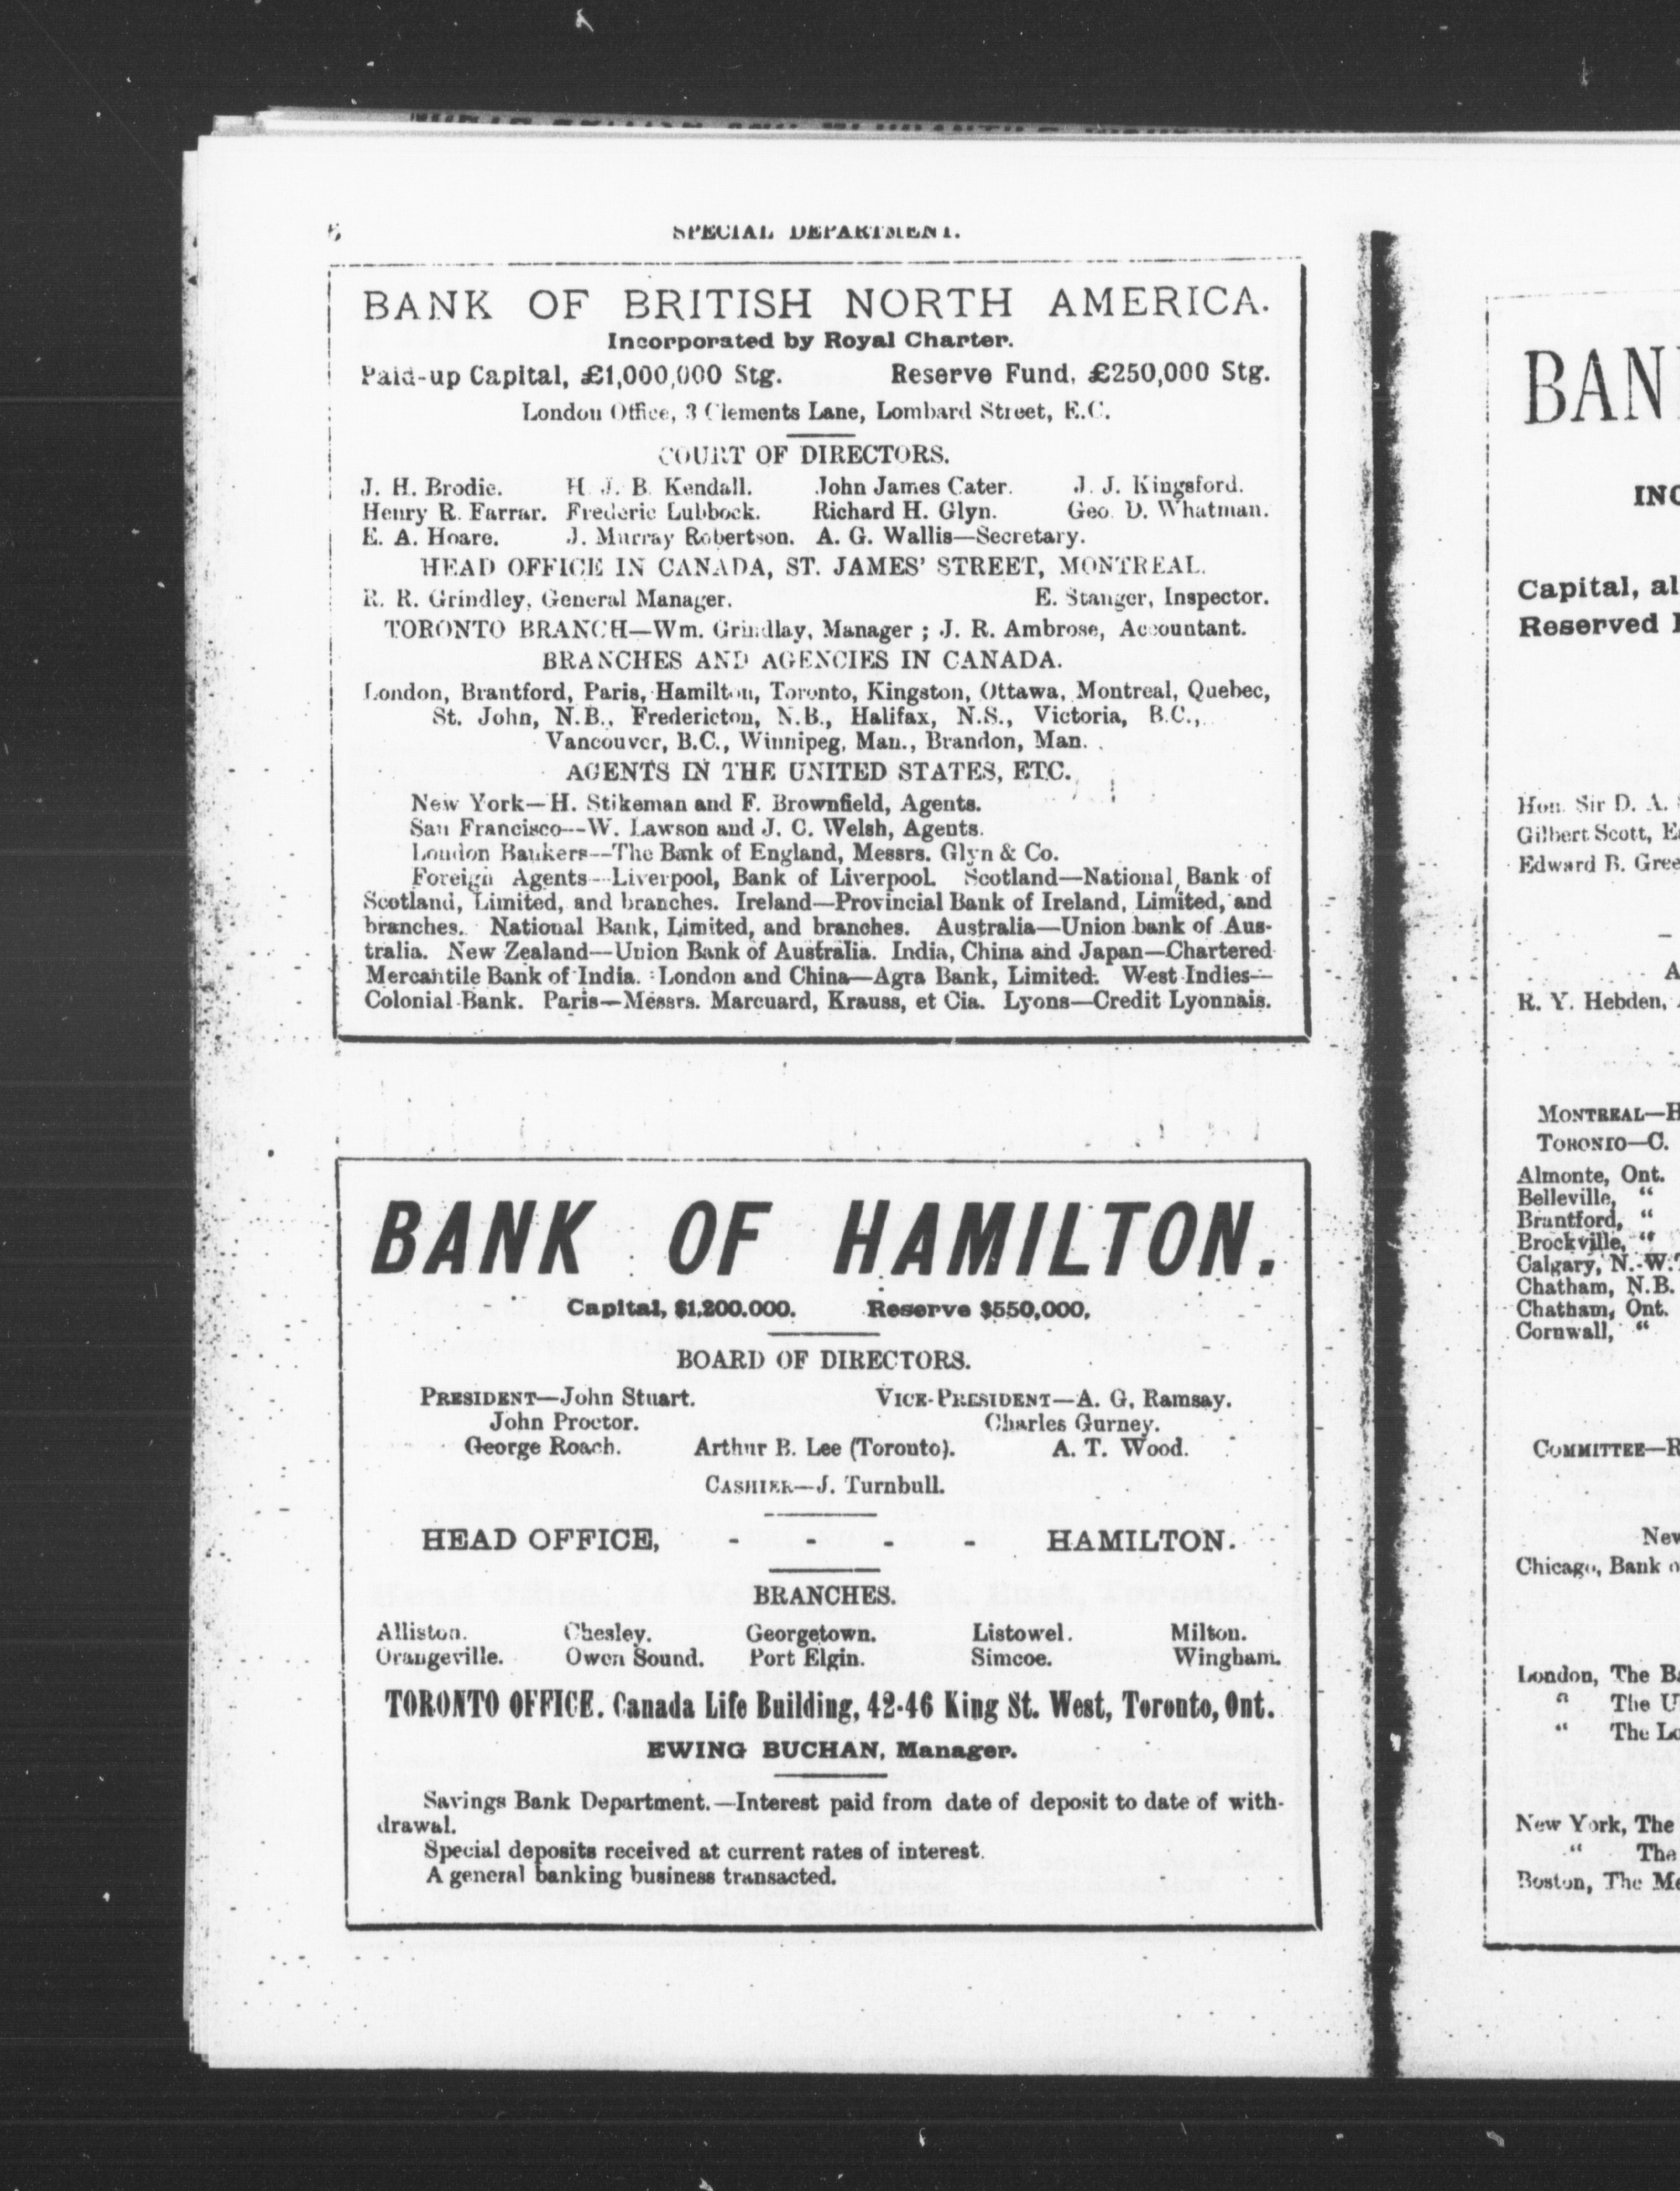 SPECIAL DEPARTMENT.
BANK OF BRITISH NORTH AMERICA.
Incorporated by Royal Charter.
Paid-up Capital, £1,000,000 Stg. Reserve Fund, £250,000 Stg.
London Office, 3 Clements Lane, Lombard Street, E.C.
COURT OF DIRECTORS.
J. H. Brodie. H. J. B. Kendall. John James Cater. J. J. Kingsford.
Henry R. Farrar. Frederic Lubbock. Richard H. Glyn. Geo. D. Whatman.
E. A. Hoare. J. Murray Robertson. A. G. Wallis—Secretary.
HEAD OFFICE IN CANADA, ST. JAMES' STREET, MONTREAL.
R. R. Grindley, General Manager. E. Stanger, Inspector.
TORONTO BRANCH—Wm. Grindlay, Manager ; J. R. Ambrose, Accountant.
BRANCHES AND AGENCIES IN CANADA.
London, Brantford, Paris, Hamilton, Toronto, Kingston, Ottawa, Montreal, Quebec,
St. John, N.B., Fredericton, N.B., Halifax, N.S., Victoria, B.C.,
Vancouver, B.C., Winnipeg, Man., Brandon, Man.
AGENTS IN THE UNITED STATES, ETC.
New York—H. Stikeman and F. Brownfield, Agents.
San Francisco—W. Lawson and J. C. Welsh, Agents.
London Bankers—The Bank of England, Messrs. Glyn & Co.
Foreign Agents—Liverpool, Bank of Liverpool. Scotland—National Bank of
Scotland, Limited, and branches. Ireland—Provincial Bank of Ireland, Limited, and
branches. National Bank, Limited, and branches. Australia—Union bank of Aus-
tralia. New Zealand—Union Bank of Australia. India, China and Japan—Chartered
Mercantile Bank of India. London and China—Agra Bank, Limited. West Indies—
Colonial Bank. Paris—Messrs. Marcuard, Krauss, et Cia. Lyons—Credit Lyonnais.
BANK OF HAMILTON.
Capital, $1.200.000. Reserve $550,000,
BOARD OF DIRECTORS.
PRESIDENT—John Stuart. VICE-PRESIDENT—A. G. Ramsay.
John Proctor. Charles Gurney.
George Roach. Arthur B. Lee (Toronto). A. T. Wood.
CASHIER—J. Turnbull.
HEAD OFFICE, - - - - HAMILTON.
BRANCHES.
Alliston. Chesley. Georgetown. Listowel. Milton.
Orangeville. Owen Sound. Port Elgin. Simcoe. Wingham.
TORONTO OFFICE. Canada Life Building, 42-46 King St. West, Toronto, Ont.
EWING BUCHAN, Manager.
Savings Bank Department.—Interest paid from date of deposit to date of with-
drawal.
Special deposits received at current rates of interest.
A general banking business transacted.
Capital,
Reserved
Hon. Sir D. A.
Gilbert Scott,
Edward B.
R. Y. Hebden,
MONTREAL—
TORONTO—C.
Almonte, Ont.
Belleville, "
Brantford, "
Brockville, "
Calgary, N.-W.
Chatham, N.B.
Chatham, Ont.
Cornwall, "
COMMITTEE—
Chicago, Bank
London, The
" The
" The
New York, The
" The
Boston, The